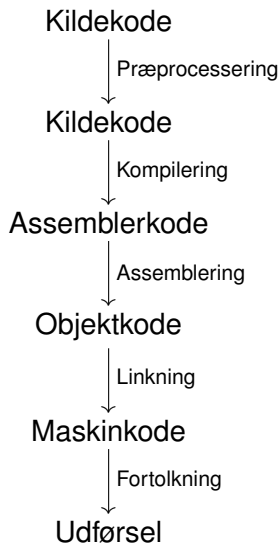 Kildekode
Præprocessering
Kildekode
Kompilering
Assemblerkode
Assemblering
Objektkode
Linkning
Maskinkode
Fortolkning
Udførsel